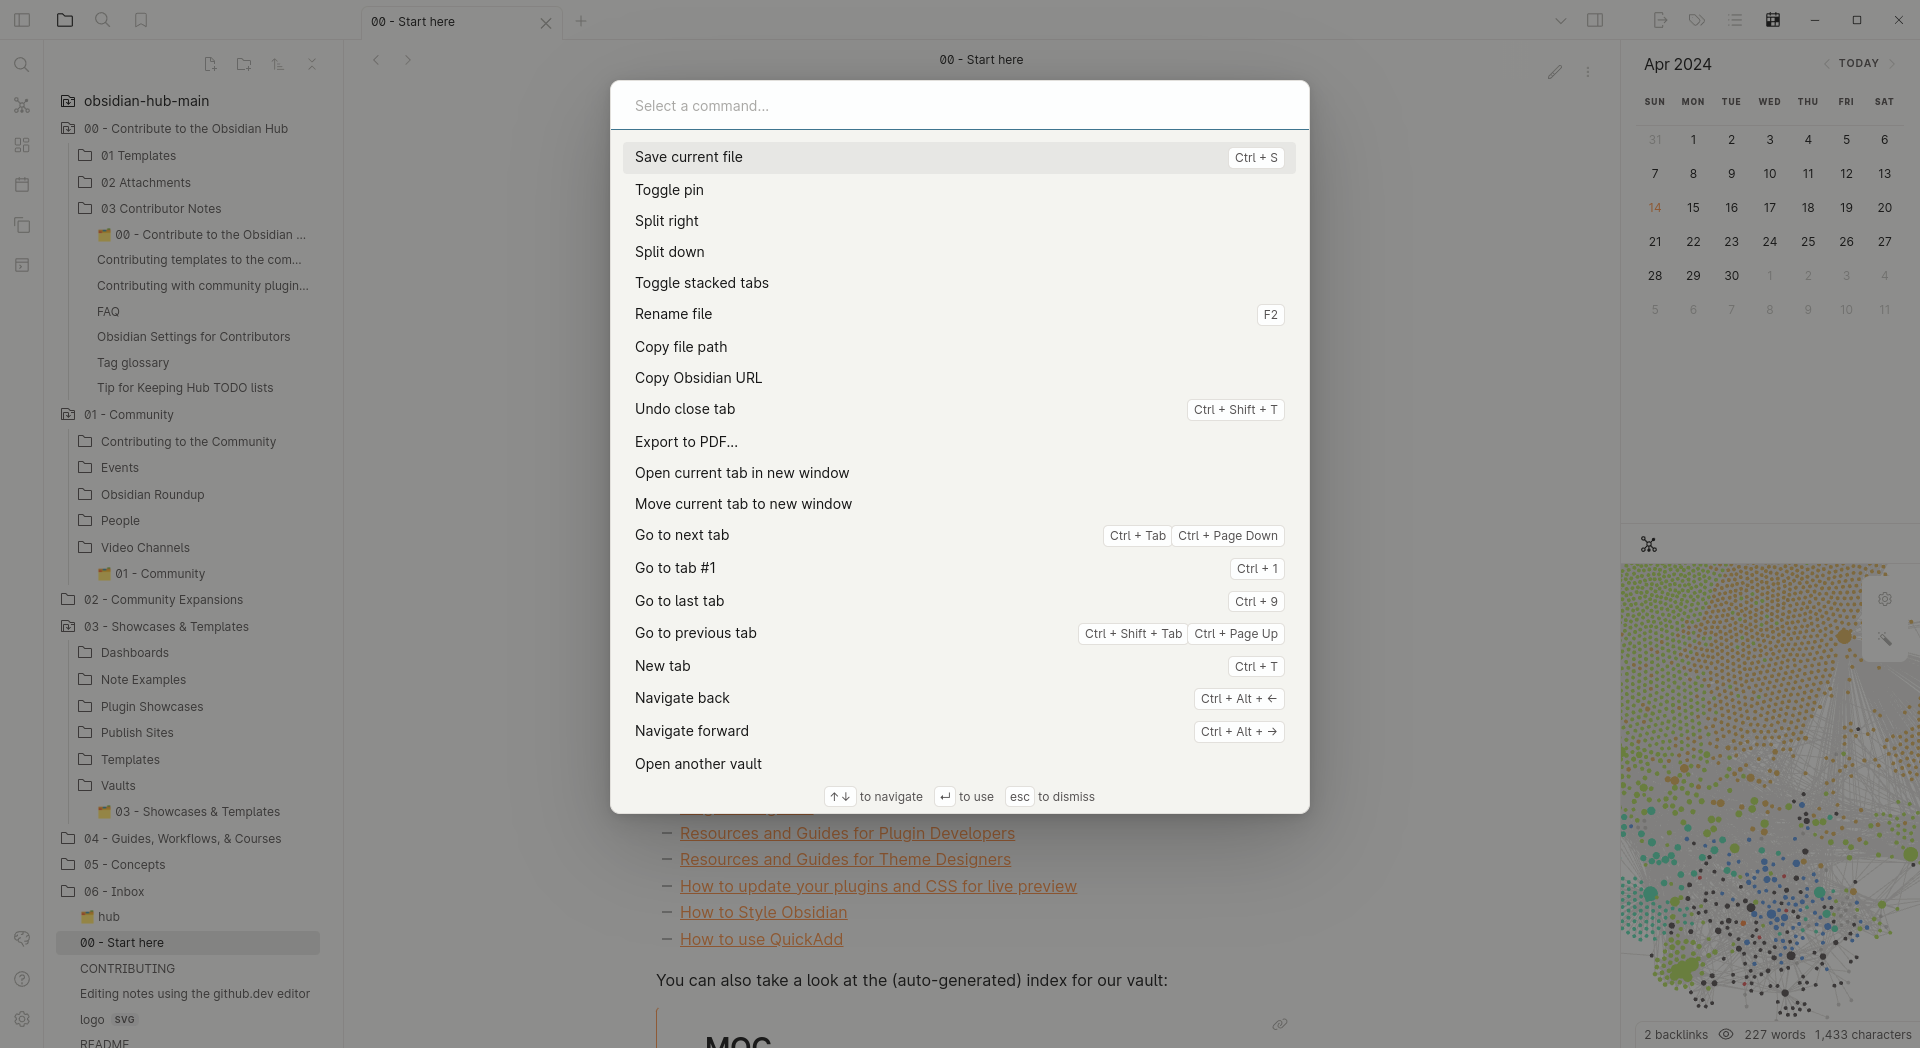 00 - Start here
obsidian-hub-main
00 - Contribute to the Obsidian Hub
01 Templates
02 Attachments
03 Contributor Notes
00 - Contribute to the Obsidian ...
Contributing templates to the com...
Contributing with community plugin...
FAQ
Obsidian Settings for Contributors
Tag glossary
Tip for Keeping Hub TODO lists
01 - Community
Contributing to the Community
Events
Obsidian Roundup
People
Video Channels
01 - Community
02 - Community Expansions
03 - Showcases & Templates
Dashboards
Note Examples
Plugin Showcases
Publish Sites
Templates
Vaults
03 - Showcases & Templates
04 - Guides, Workflows, & Courses
05 - Concepts
06 - Inbox
hub
00 - Start here
CONTRIBUTING
Editing notes using the github.dev editor
logo SVG
README
00 - Start here
Select a command...
Save current file Ctrl + S
Toggle pin
Split right
Split down
Toggle stacked tabs
Rename file F2
Copy file path
Copy Obsidian URL
Undo close tab Ctrl + Shift + T
Export to PDF...
Open current tab in new window
Move current tab to new window
Go to next tab Ctrl + Tab Ctrl + Page Down
Go to tab #1 Ctrl + 1
Go to last tab Ctrl + 9
Go to previous tab Ctrl + Shift + Tab Ctrl + Page Up
New tab Ctrl + T
Navigate back Ctrl + Alt + ←
Navigate forward Ctrl + Alt + →
Open another vault
↑↓ to navigate ↵ to use esc to dismiss
– Resources and Guides for Plugin Developers
– Resources and Guides for Theme Designers
– How to update your plugins and CSS for live preview
– How to Style Obsidian
– How to use QuickAdd
You can also take a look at the (auto-generated) index for our vault:
MOC
Apr 2024 TODAY
SUN MON TUE WED THU FRI SAT
31 1 2 3 4 5 6
7 8 9 10 11 12 13
14 15 16 17 18 19 20
21 22 23 24 25 26 27
28 29 30 1 2 3 4
5 6 7 8 9 10 11
2 backlinks 227 words 1,433 characters